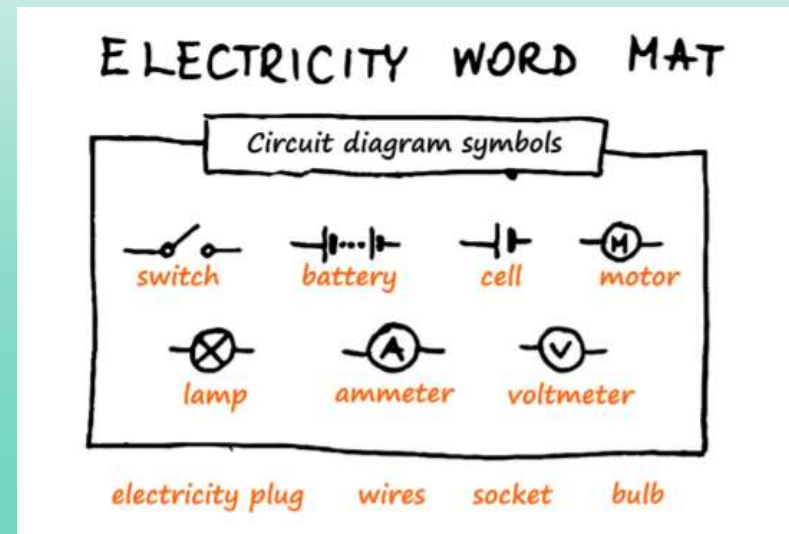 ELECTRICITY WORD MAT
Circuit diagram symbols
switch battery cell M motor
lamp A ammeter V voltmeter
electricity plug wires socket bulb